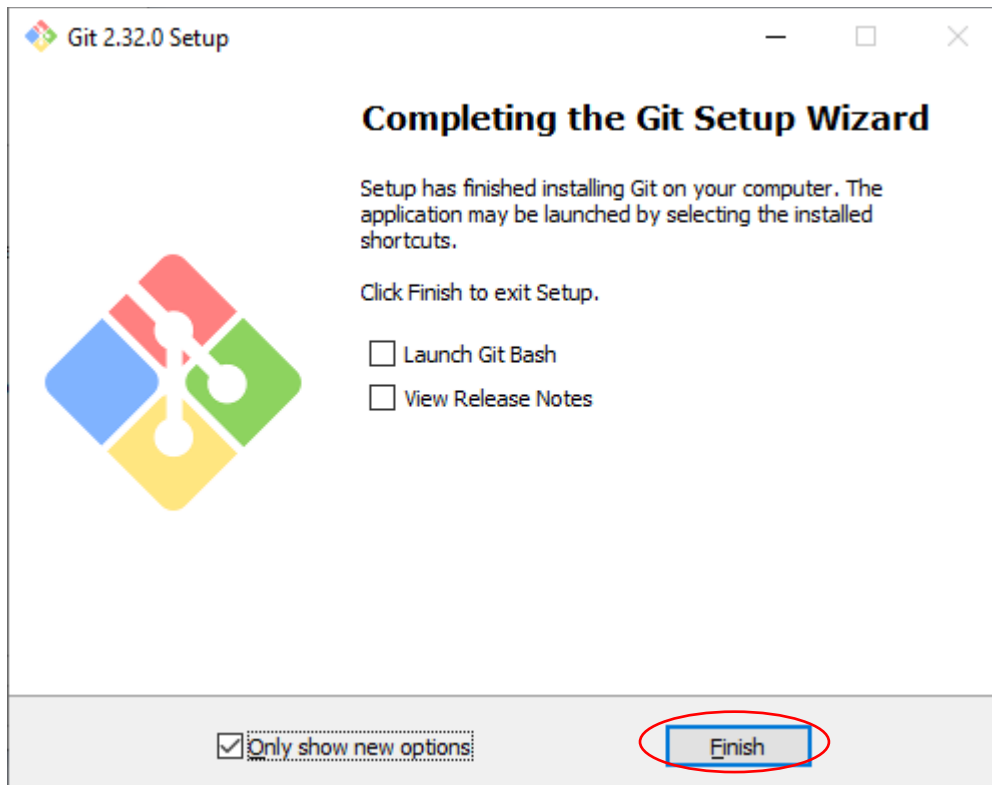 Git 2.32.0 Setup
Completing the Git Setup Wizard
Setup has finished installing Git on your computer. The
application may be launched by selecting the installed
shortcuts.
Click Finish to exit Setup.
Launch Git Bash
View Release Notes
Only show new options
Finish